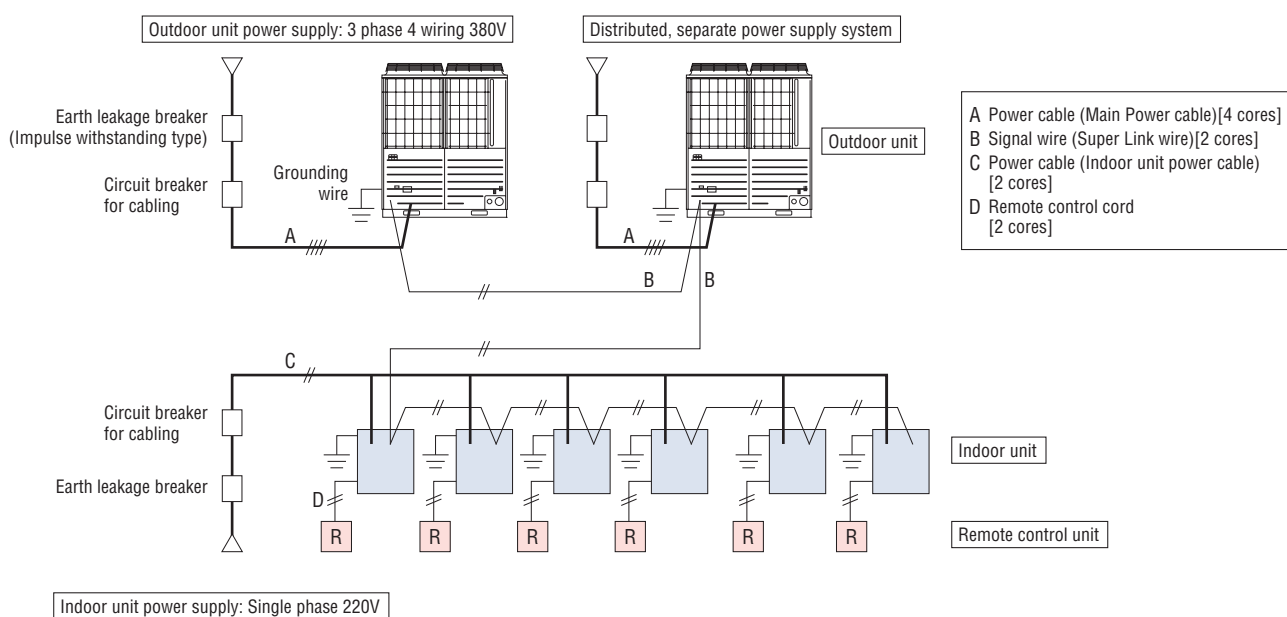 Outdoor unit power supply: 3 phase 4 wiring 380V
Distributed, separate power supply system
Earth leakage breaker
(Impulse withstanding type)
Circuit breaker
for cabling
Grounding
wire
A
A
Outdoor unit
A Power cable (Main Power cable)[4 cores]
B Signal wire (Super Link wire)[2 cores]
C Power cable (Indoor unit power cable)
[2 cores]
D Remote control cord
[2 cores]
B
B
C
Circuit breaker
for cabling
Earth leakage breaker
Indoor unit
D
R
R
R
R
R
R
Remote control unit
Indoor unit power supply: Single phase 220V